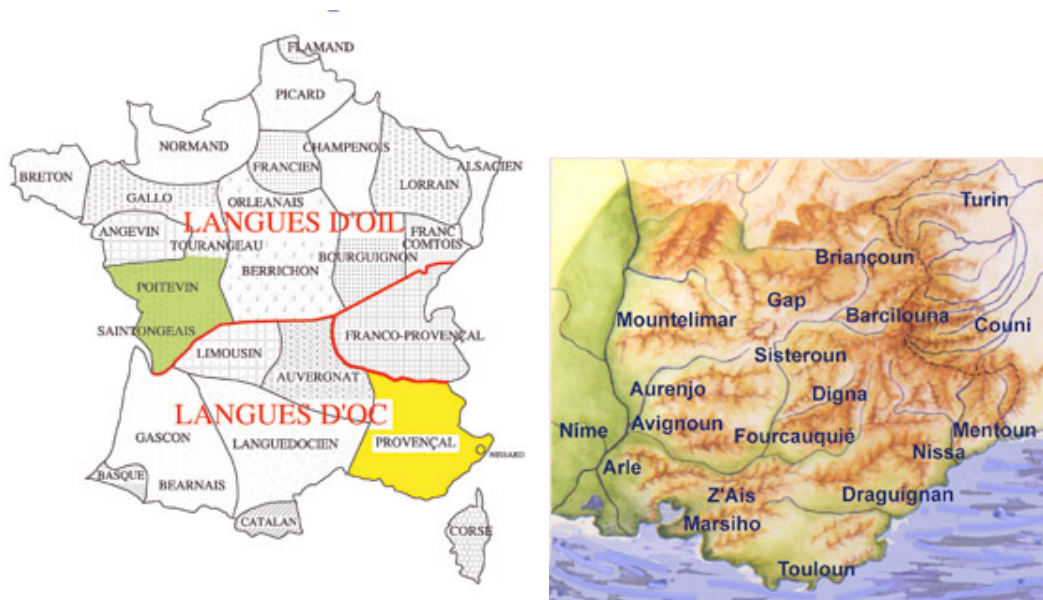 FLAMAND
PICARD
NORMAND
FRANCIEN
CHAMPENOIS
LORRAIN
ALSACIEN
BRETON
GALLO
ORLEANAIS
LANGUES D'OIL
ANGEVIN
TOURANGEAU
FRANC
COMTOIS
BOURGUIGNON
BERRICHON
POITEVIN
SAINTONGEAIS
FRANCO-PROVENÇAL
LIMOUSIN
AUVERGNAT
LANGUES D'OC
GASCON
LANGUEDOCIEN
PROVENÇAL
NISSARD
BASQUE
BEARNAIS
CATALAN
CORSE
Turin
Briançoun
Gap
Barcilouna
Mountelimar
Couni
Sisteroun
Aurenjo
Digna
Avignoun
Nime
Fourcauquié
Mentoun
Nissa
Arle
Z'Ais
Draguignan
Marsiho
Touloun